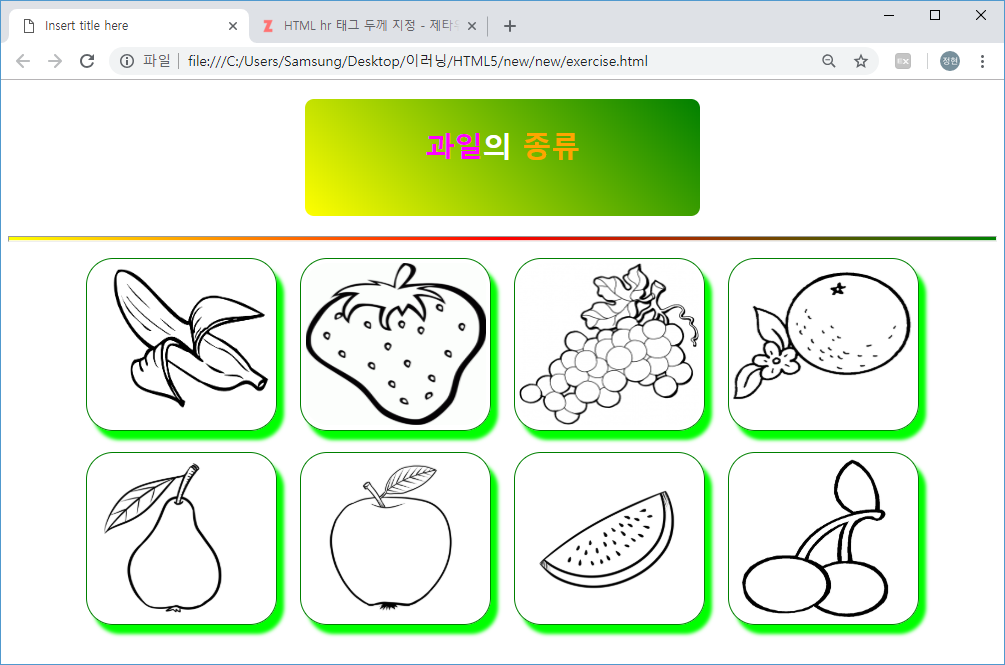 Insert title here
HTML hr 태그 두께 지정 - 제타위
파일
file:///C:/Users/Samsung/Desktop/이러닝/HTML5/new/new/exercise.html
정현
과일의 종류